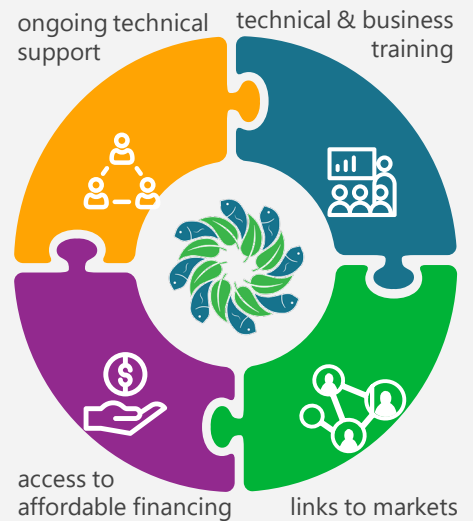 ongoing technical
support
technical & business
training
access to
affordable financing
links to markets